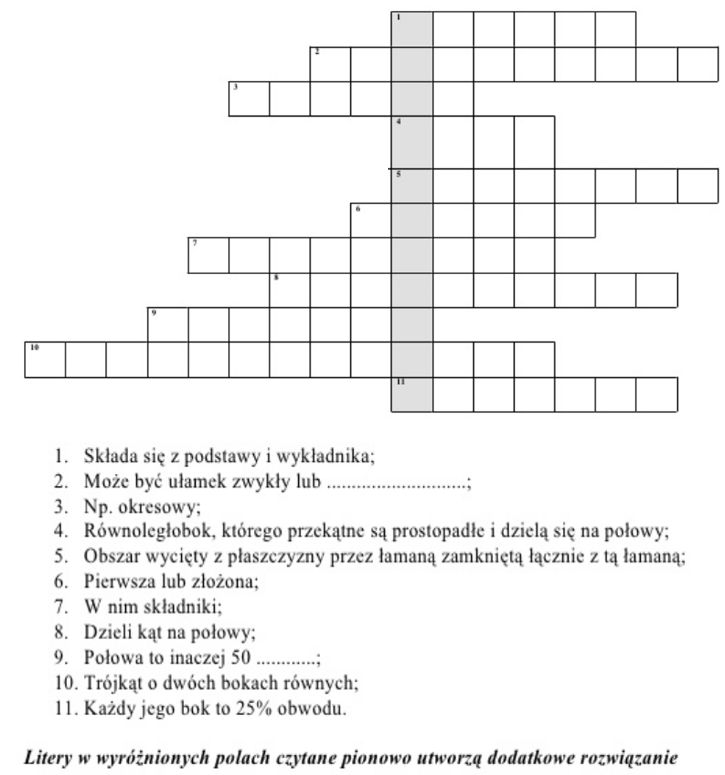 1
2
3
4
5
6
7
8
9
10
11
1. Składa się z podstawy i wykładnika;
2. Może być ułamek zwykły lub ............................;
3. Np. okresowy;
4. Równoległobok, którego przekątne są prostopadłe i dzielą się na połowy;
5. Obszar wycięty z płaszczyzny przez łamaną zamkniętą łącznie z tą łamaną;
6. Pierwsza lub złożona;
7. W nim składniki;
8. Dzieli kąt na połowy;
9. Połowa to inaczej 50 ............;
10. Trójkąt o dwóch bokach równych;
11. Każdy jego bok to 25% obwodu.
Litery w wyróżnionych polach czytane pionowo utworzą dodatkowe rozwiązanie